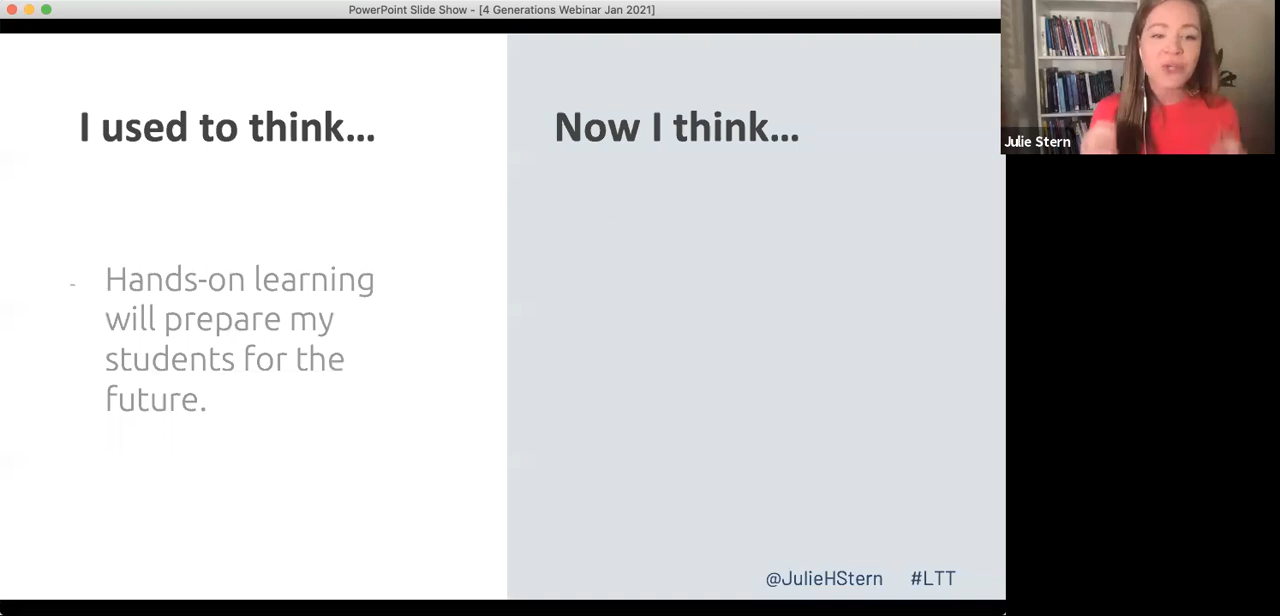 PowerPoint Slide Show - [4 Generations Webinar Jan 2021]
I used to think...
- Hands-on learning
will prepare my
students for the
future.
Now I think...
@JulieHStern #LTT
Julie Stern